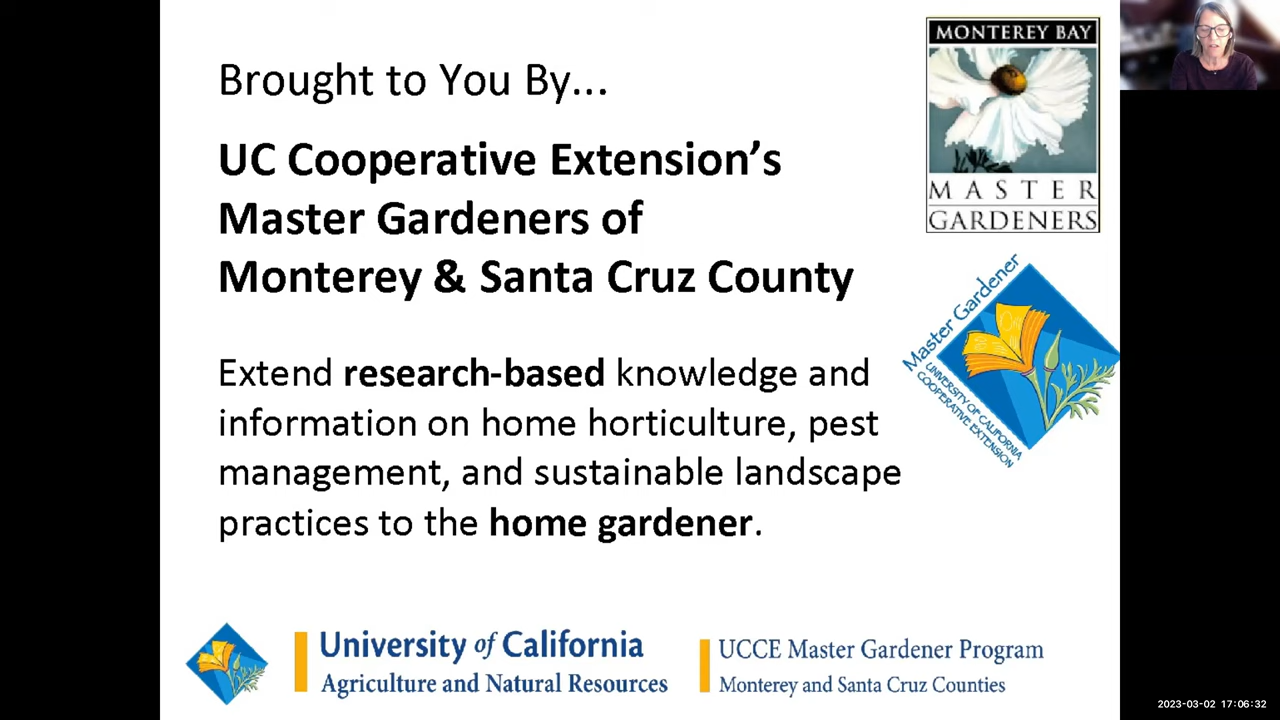 Brought to You By...
UC Cooperative Extension’s
Master Gardeners of
Monterey & Santa Cruz County
Extend research-based knowledge and
information on home horticulture, pest
management, and sustainable landscape
practices to the home gardener.
MONTEREY BAY
MASTER
GARDENERS
Master Gardener
UNIVERSITY OF CALIFORNIA
COOPERATIVE EXTENSION
University of California
Agriculture and Natural Resources
UCCE Master Gardener Program
Monterey and Santa Cruz Counties
2023-03-02 17:06:32